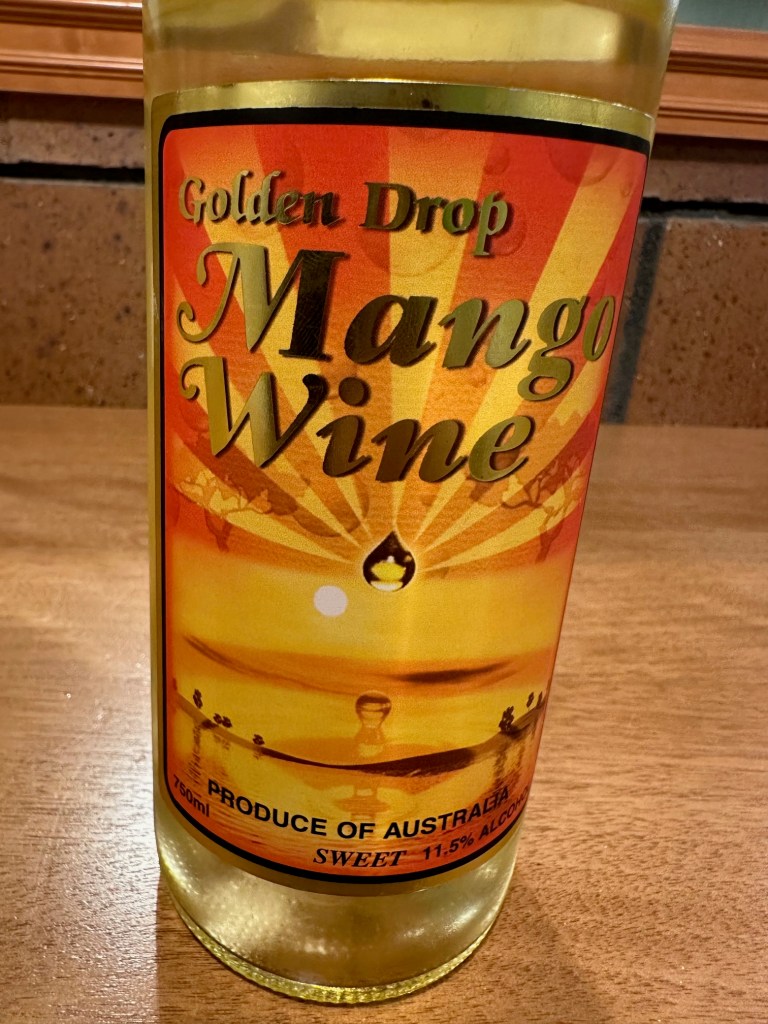 Golden Drop
Mango
Wine
750ml
PRODUCE OF AUSTRALIA
SWEET 11.5% ALCOHOL